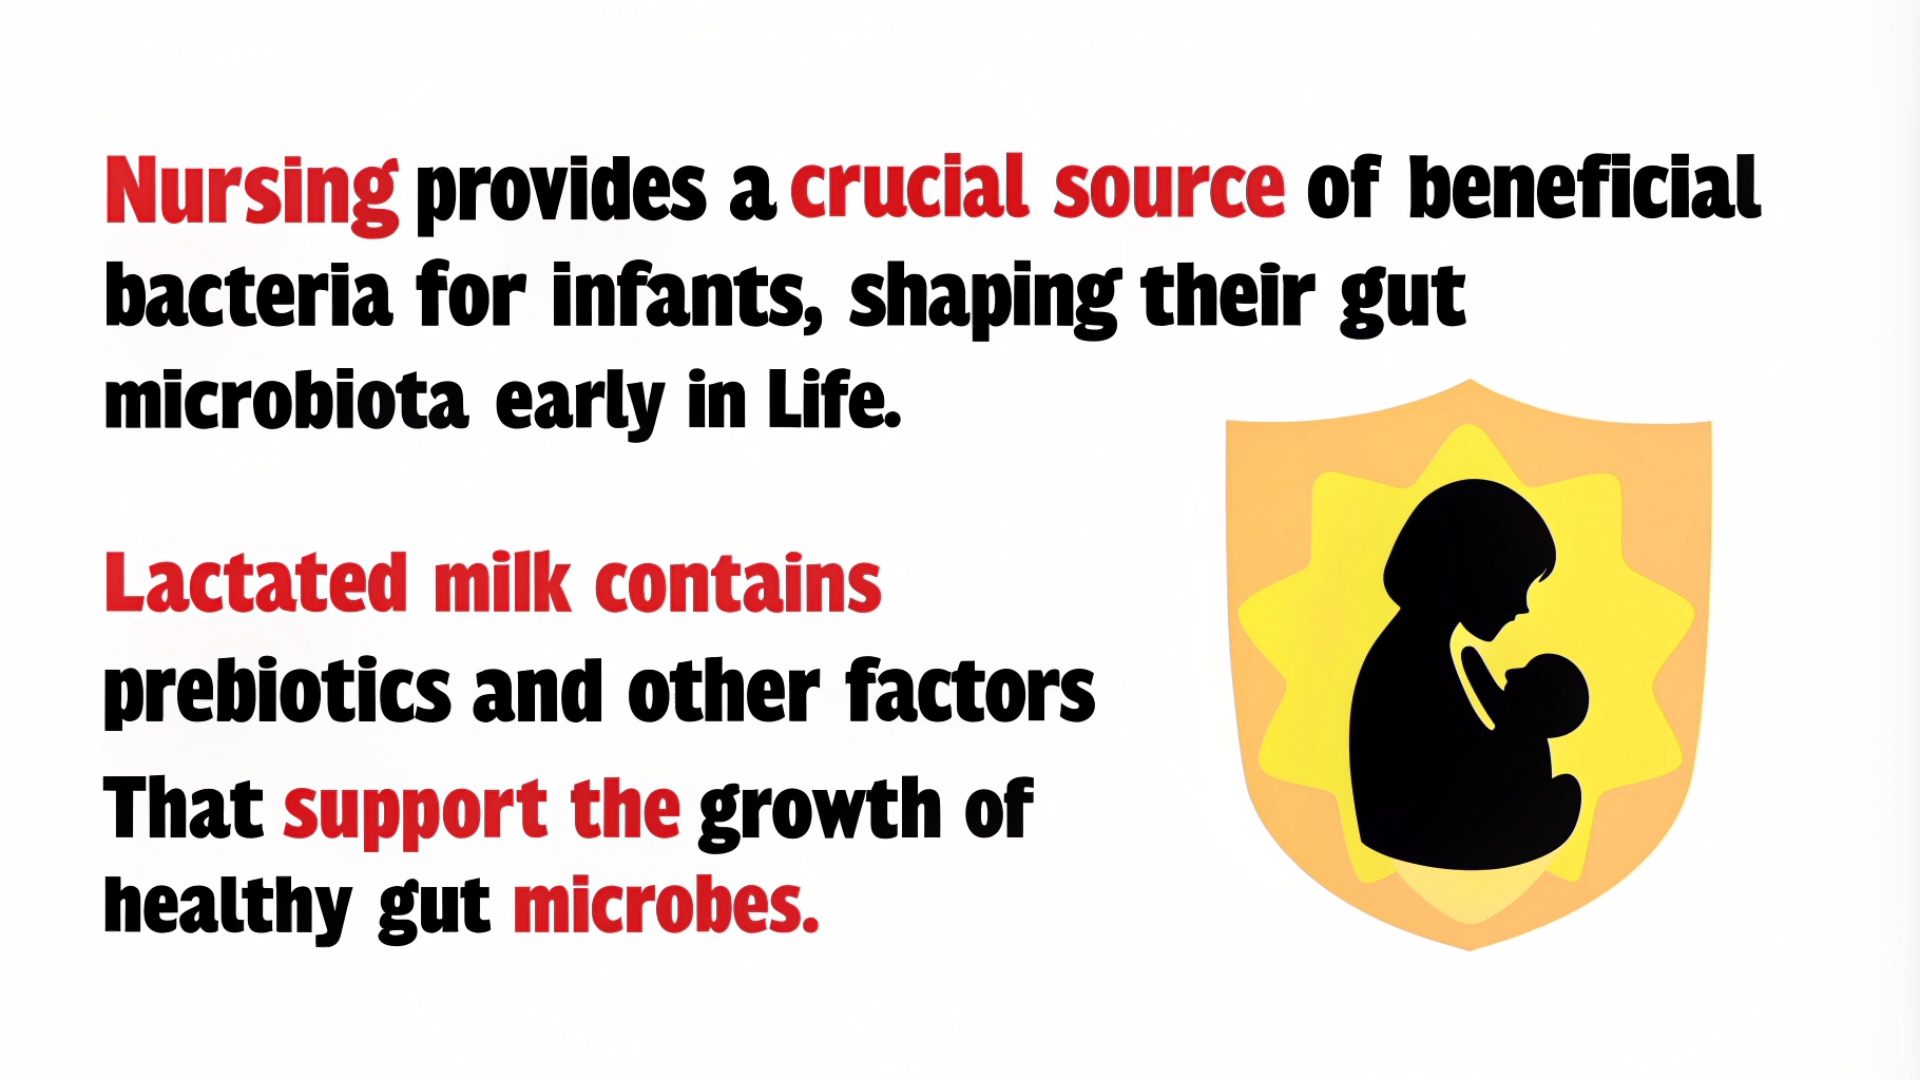 Nursing provides a crucial source of beneficial
bacteria for infants, shaping their gut
microbiota early in Life.
Lactated milk contains
prebiotics and other factors
That support the growth of
healthy gut microbes.